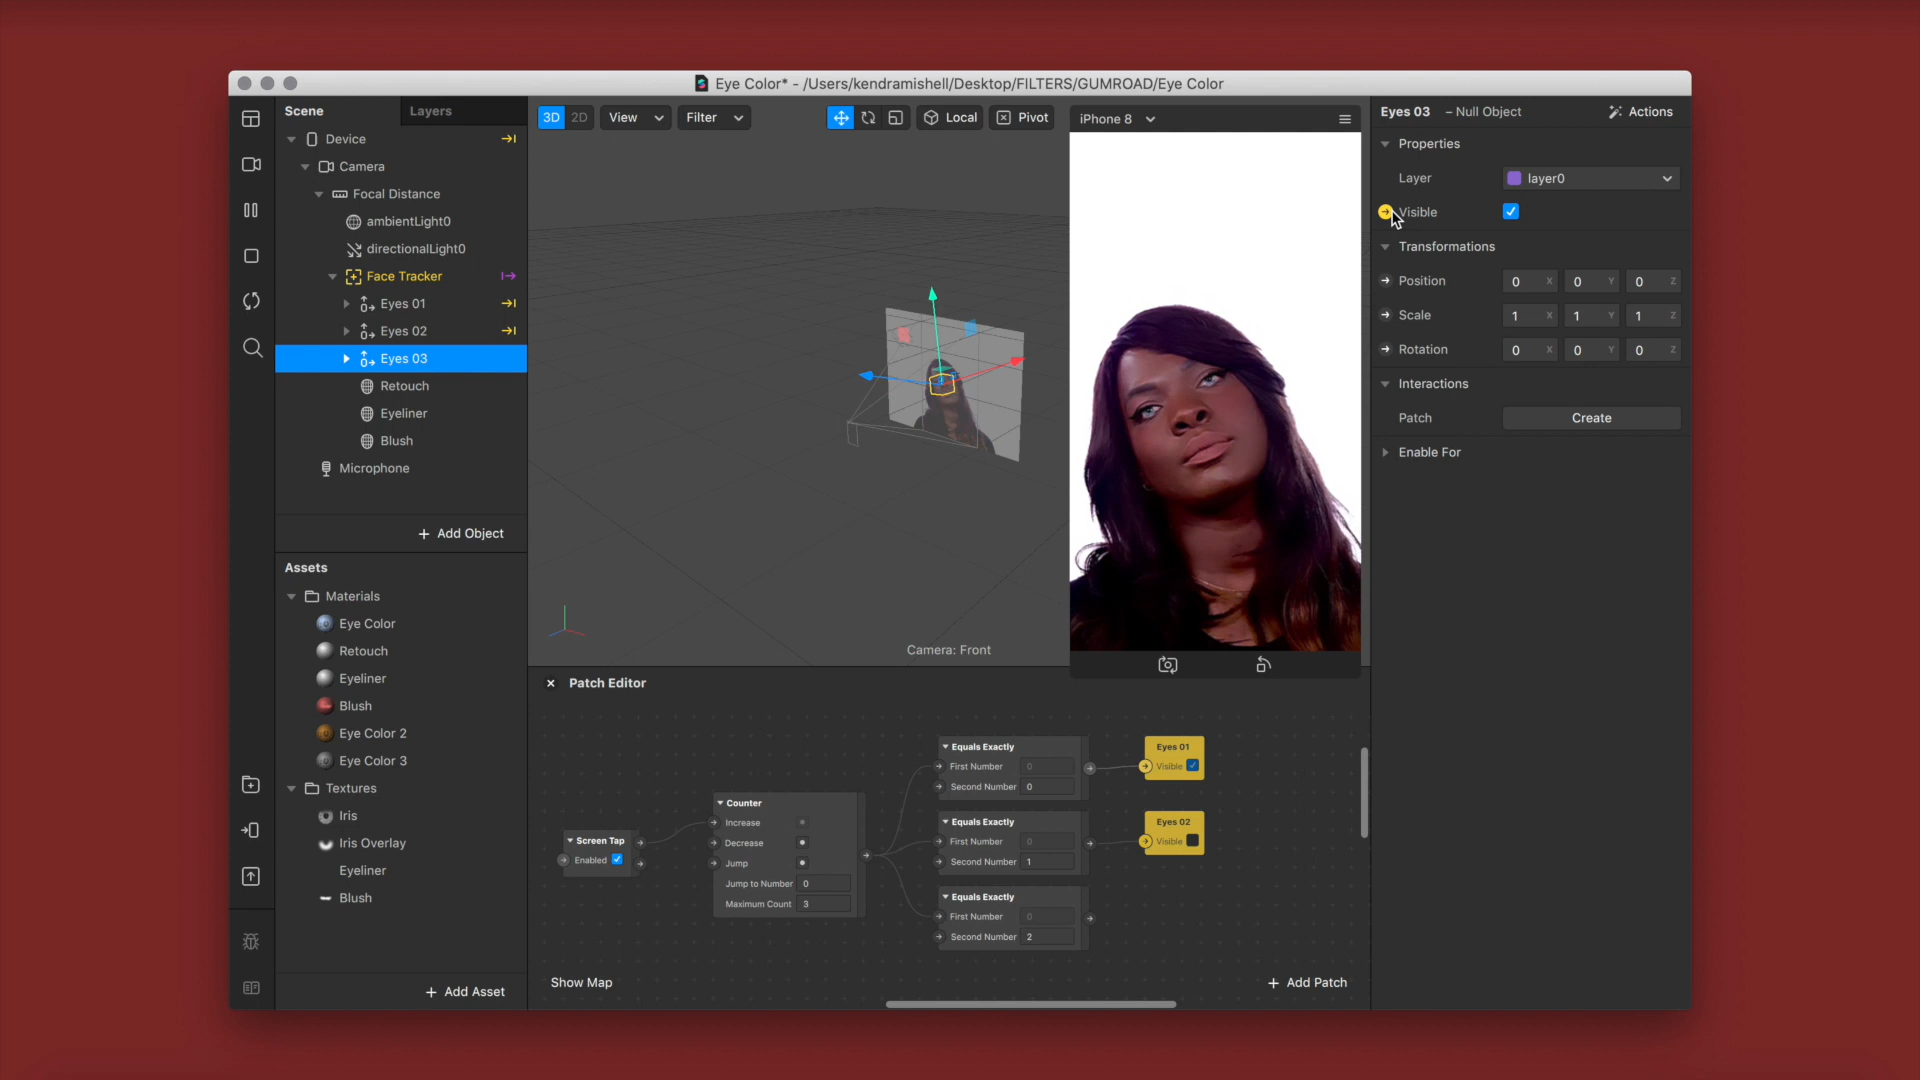 Eye Color* - /Users/kendramishell/Desktop/FILTERS/GUMROAD/Eye Color
Scene
Layers
Device
Camera
Focal Distance
ambientLight0
directionalLight0
Face Tracker
Eyes 01
Eyes 02
Eyes 03
Retouch
Eyeliner
Blush
Microphone
+ Add Object
Assets
Materials
Eye Color
Retouch
Eyeliner
Blush
Eye Color 2
Eye Color 3
Textures
Iris
Iris Overlay
Eyeliner
Blush
+ Add Asset
3D 2D View Filter Local Pivot
Camera: Front
iPhone 8
Patch Editor
Screen Tap
Enabled
Counter
Increase
Decrease
Jump
Jump to Number 0
Maximum Count 3
Equals Exactly
First Number 0
Second Number 0
Equals Exactly
First Number 0
Second Number 1
Equals Exactly
First Number 0
Second Number 2
Eyes 01
Visible
Eyes 02
Visible
Show Map
+ Add Patch
Eyes 03 – Null Object Actions
Properties
Layer layer0
Visible
Transformations
Position 0 X 0 Y 0 Z
Scale 1 X 1 Y 1 Z
Rotation 0 X 0 Y 0 Z
Interactions
Patch Create
Enable For